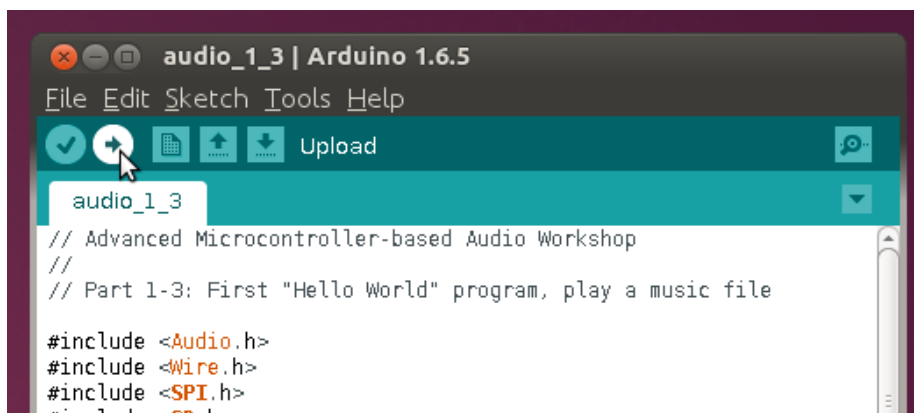 audio_1_3 | Arduino 1.6.5
File Edit Sketch Tools Help
Upload
audio_1_3
// Advanced Microcontroller-based Audio Workshop
//
// Part 1-3: First "Hello World" program, play a music file
#include <Audio.h>
#include <Wire.h>
#include <SPI.h>